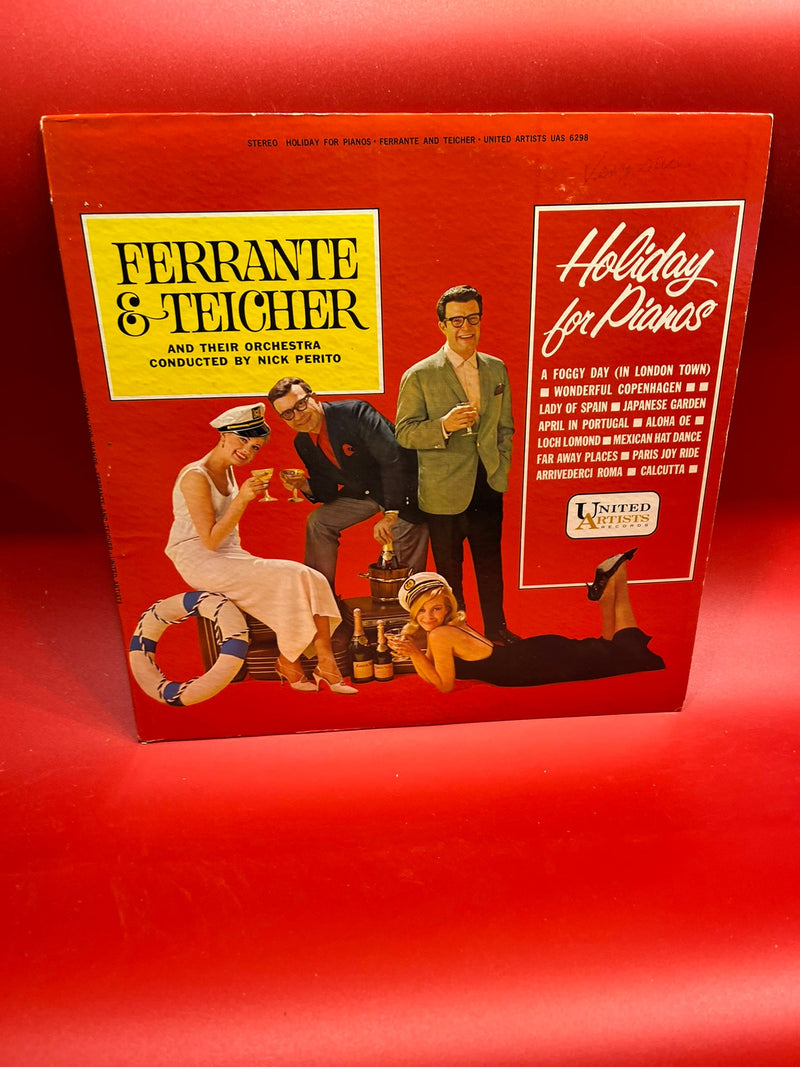 STEREO HOLIDAY FOR PIANOS • FERRANTE AND TEICHER • UNITED ARTISTS UAS 6298
FERRANTE
& TEICHER
AND THEIR ORCHESTRA
CONDUCTED BY NICK PERITO
Holiday
for Pianos
A FOGGY DAY (IN LONDON TOWN)
■ WONDERFUL COPENHAGEN ■ ■
LADY OF SPAIN ■ JAPANESE GARDEN
APRIL IN PORTUGAL ■ ALOHA OE ■
LOCH LOMOND ■ MEXICAN HAT DANCE
FAR AWAY PLACES ■ PARIS JOY RIDE
ARRIVEDERCI ROMA ■ CALCUTTA ■
UNITED
ARTISTS
RECORDS